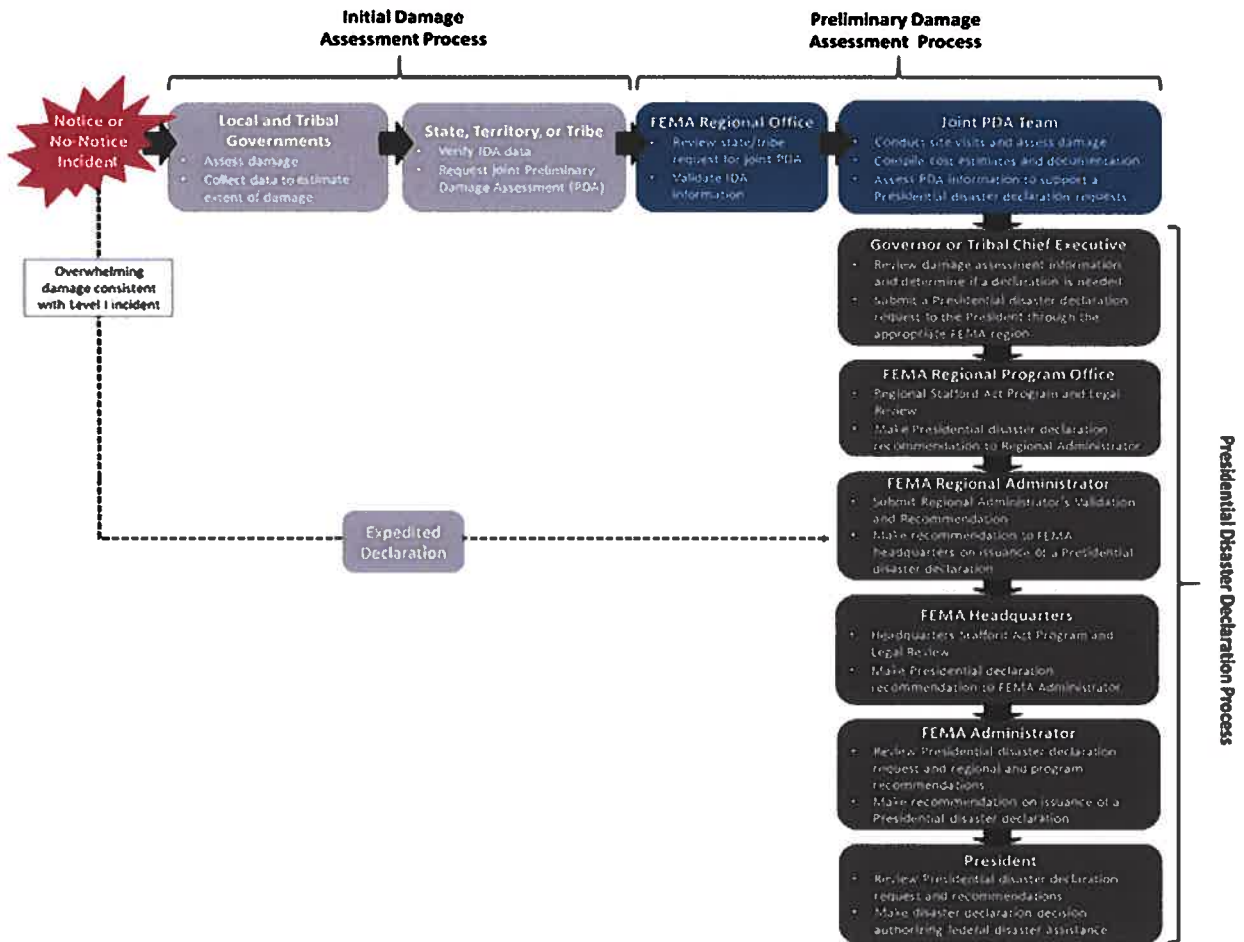 Initial Damage
Assessment Process
Preliminary Damage
Assessment Process
Notice or
No-Notice
Incident
Local and Tribal
Governments
• Assess damage
• Collect data to estimate
extent of damage
State, Territory, or Tribe
• Verify IDA data
• Request Joint Preliminary
Damage Assessment (PDA)
FEMA Regional Office
• Review state/tribe
request for joint PDA
• Validate IDA
information
Joint PDA Team
• Conduct site visits and assess damage
• Compile cost estimates and documentation
• Assess PDA information to support a
Presidential disaster declaration requests
Overwhelming
damage consistent
with Level I incident
Governor or Tribal Chief Executive
• Review damage assessment information
and determine if a declaration is needed
• Submit a Presidential disaster declaration
request to the President through the
appropriate FEMA region
FEMA Regional Program Office
• Regional Stafford Act Program and Legal
Review
• Make Presidential disaster declaration
recommendation to Regional Administrator
FEMA Regional Administrator
• Submit Regional Administrator's Validation
and Recommendation
• Make recommendation to FEMA
headquarters on issuance of a Presidential
disaster declaration
Expedited
Declaration
FEMA Headquarters
• Headquarters Stafford Act Program and
Legal Review
• Make Presidential declaration
recommendation to FEMA Administrator
FEMA Administrator
• Review Presidential disaster declaration
request and regional and program
recommendations
• Make recommendation on issuance of a
Presidential disaster declaration
President
• Review Presidential disaster declaration
request and recommendations
• Make disaster declaration decision
authorizing federal disaster assistance
Presidential Disaster Declaration Process